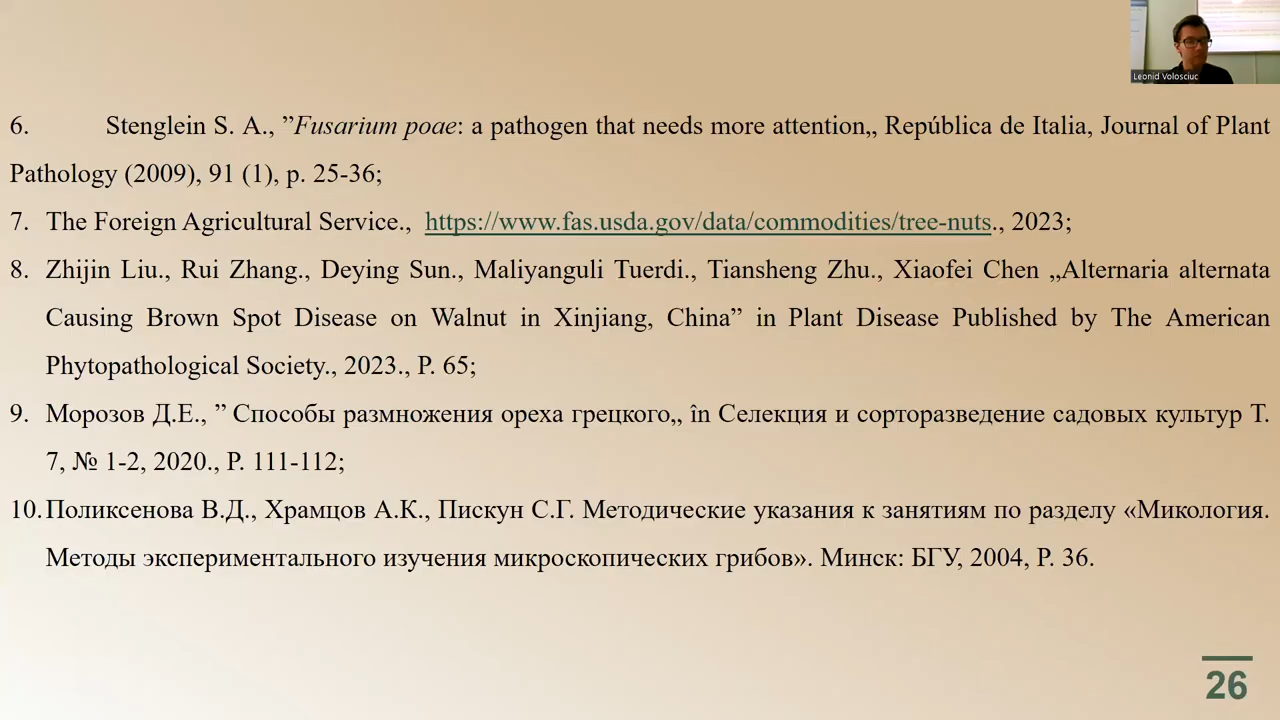 Leonid Volosciuc
6. Stenglein S. A., ”Fusarium poae: a pathogen that needs more attention„, República de Italia, Journal of Plant
Pathology (2009), 91 (1), p. 25-36;
7. The Foreign Agricultural Service., https://www.fas.usda.gov/data/commodities/tree-nuts., 2023;
8. Zhijin Liu., Rui Zhang., Deying Sun., Maliyanguli Tuerdi., Tiansheng Zhu., Xiaofei Chen „Alternaria alternata
Causing Brown Spot Disease on Walnut in Xinjiang, China” in Plant Disease Published by The American
Phytopathological Society., 2023., P. 65;
9. Морозов Д.Е., ” Способы размножения ореха грецкого„, în Селекция и сорторазведение садовых культур Т.
7, № 1-2, 2020., P. 111-112;
10. Поликсенова В.Д., Храмцов А.К., Пискун С.Г. Методические указания к занятиям по разделу «Микология.
Методы экспериментального изучения микроскопических грибов». Минск: БГУ, 2004, P. 36.
26